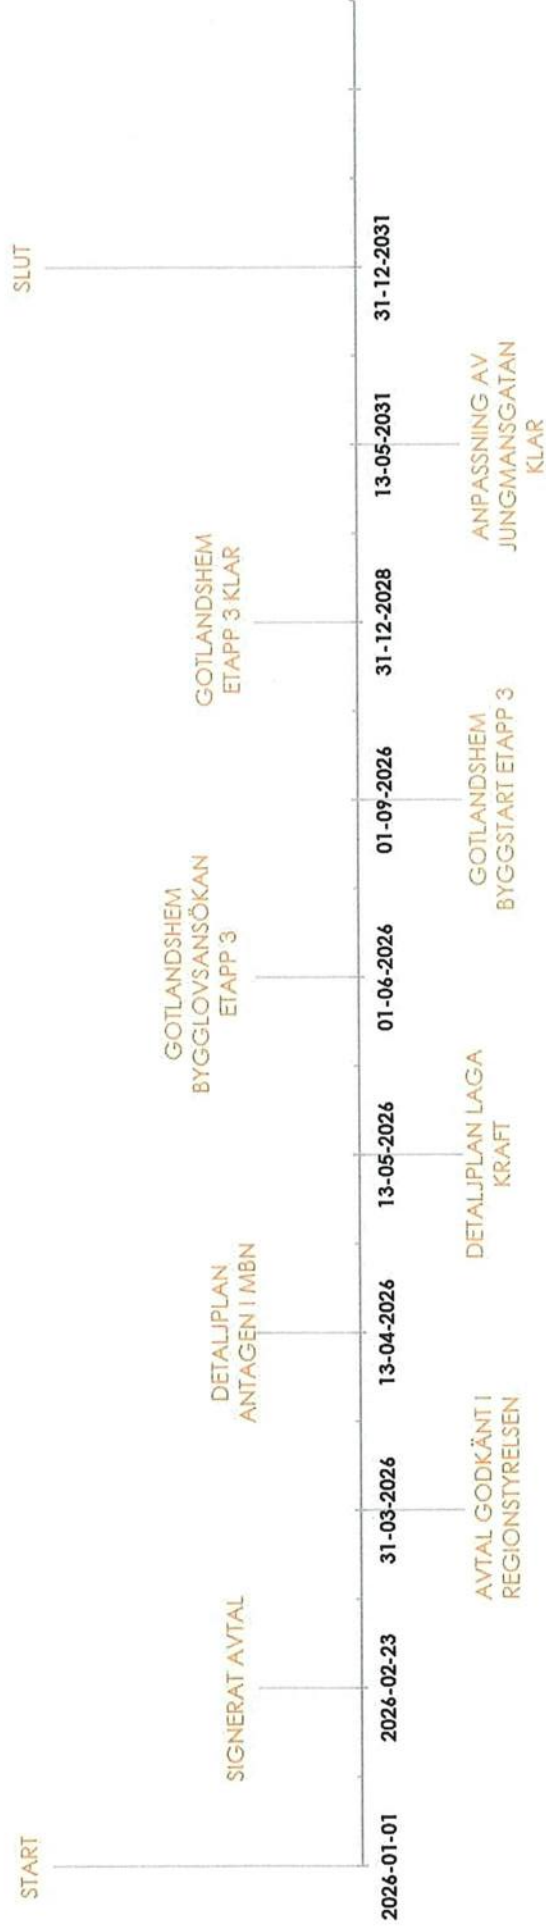 START
2026-01-01
SIGNERAT AVTAL
2026-02-23
31-03-2026
AVTAL GODKÄNT I
REGIONSTYRELSEN
DETALJPLAN
ANTAGEN I MBN
13-04-2026
13-05-2026
DETALJPLAN LAGA
KRAFT
GOTLANDSHEM
BYGGLOVSANSÖKAN
ETAPP 3
01-06-2026
01-09-2026
GOTLANDSHEM
BYGGSTART ETAPP 3
GOTLANDSHEM
ETAPP 3 KLAR
31-12-2028
13-05-2031
ANPASSNING AV
JUNGMANSGATAN
KLAR
SLUT
31-12-2031